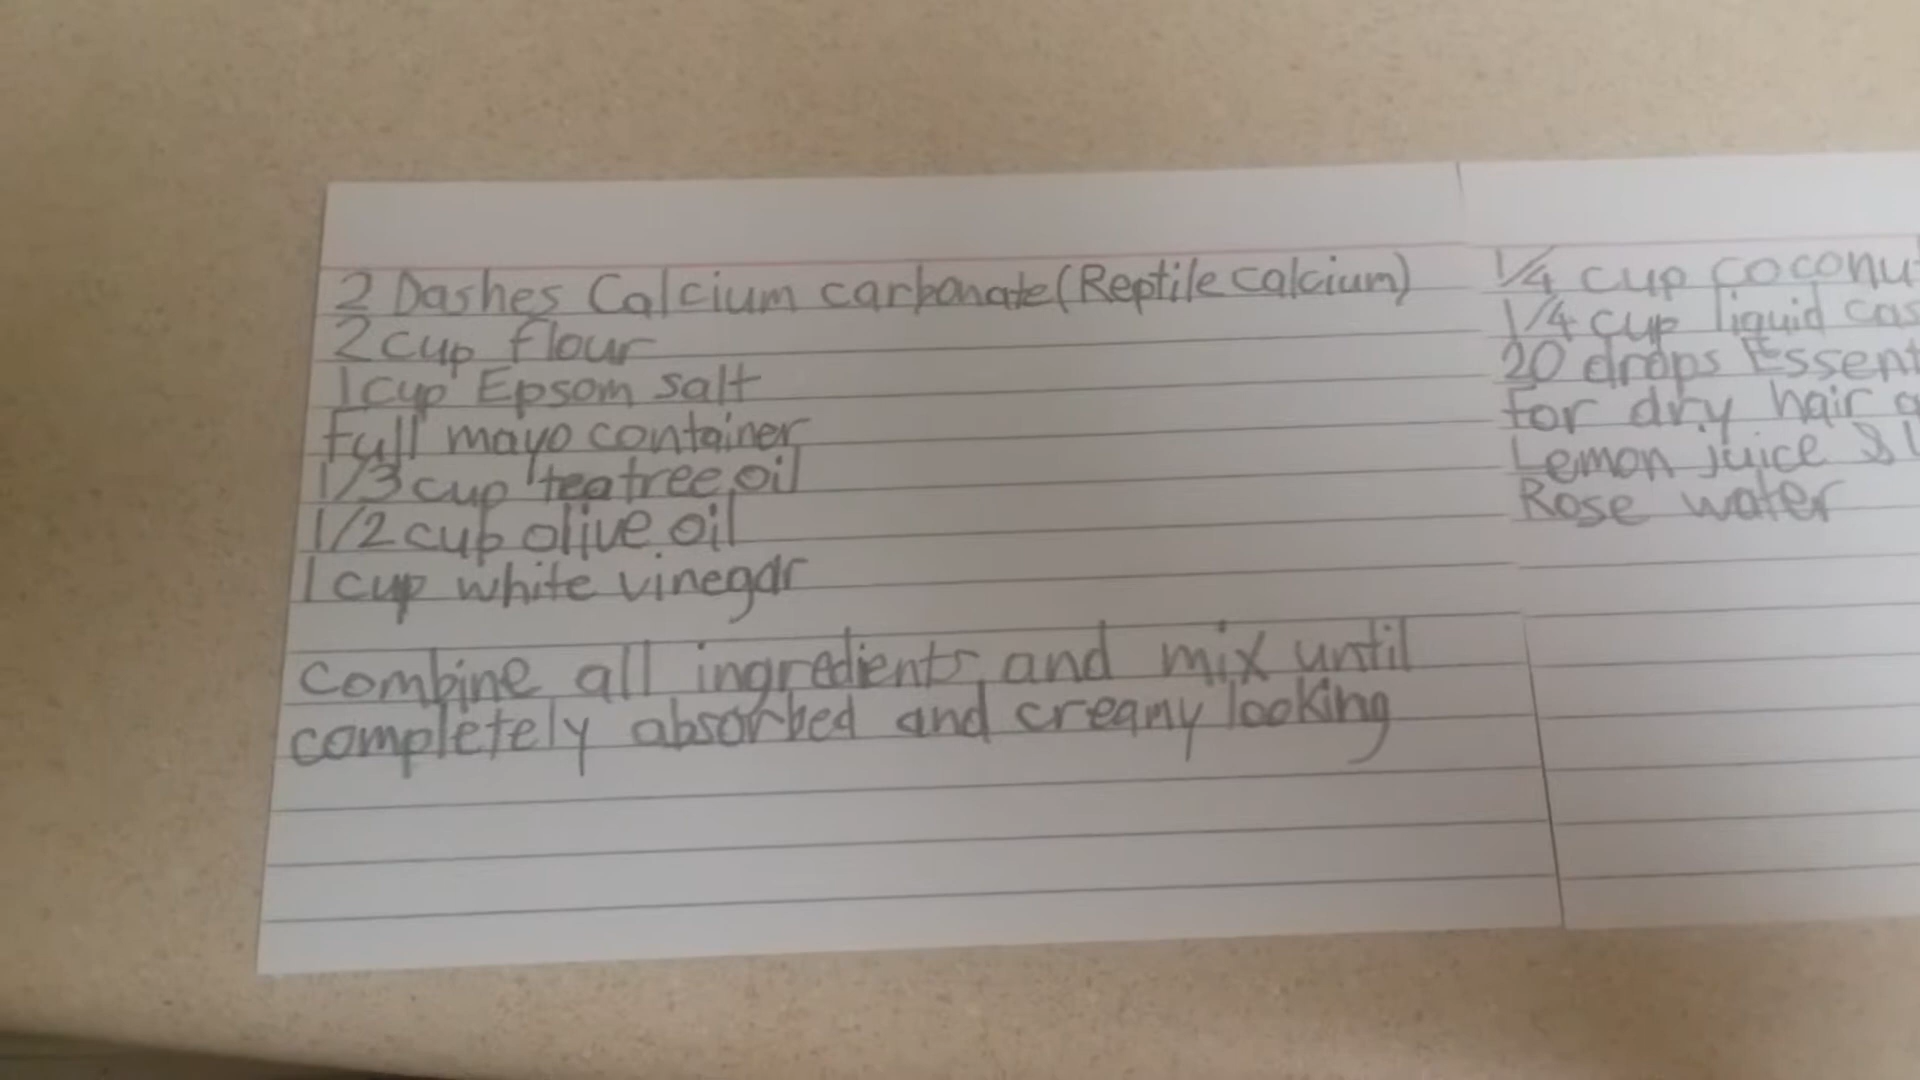 2 Dashes Calcium carbonate (Reptile calcium)
2 cup flour
1 cup Epsom salt
full mayo container
1/3 cup teatree oil
1/2 cup olive oil
1 cup white vinegar
combine all ingredients and mix until
completely absorbed and creamy looking
1/4 cup coconut
1/4 cup liquid cas
20 drops Essent
for dry hair
Lemon juice &
Rose water